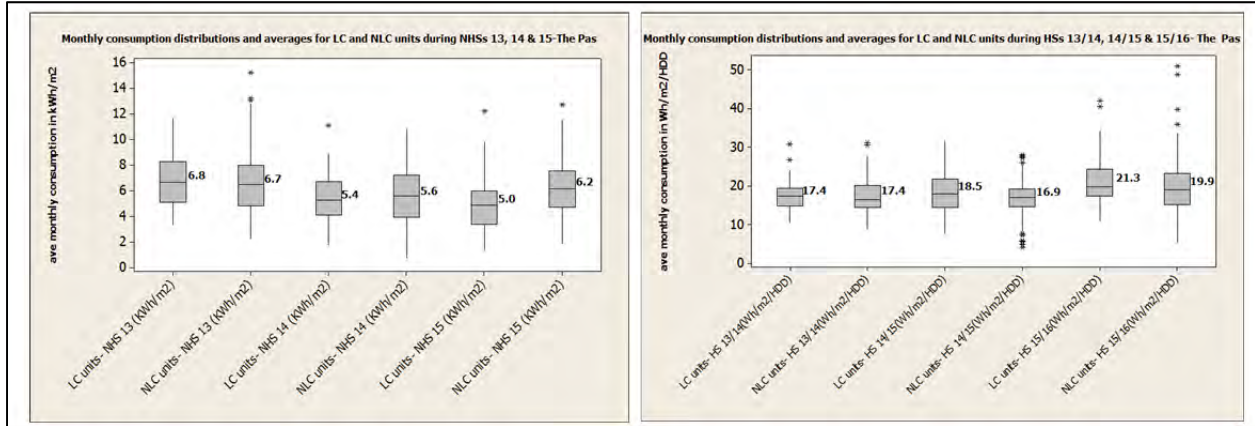 Monthly consumption distributions and averages for LC and NLC units during NHSs 13, 14 & 15-The Pas
ave monthly consumption in kWh/m2
16
14
12
10
8
6
4
2
0
6.8
6.7
5.4
5.6
5.0
6.2
LC units- NHS 13 (KWh/m2)
NLC units- NHS 13 (KWh/m2)
LC units- NHS 14 (KWh/m2)
NLC units- NHS 14 (KWh/m2)
LC units- NHS 15 (KWh/m2)
NLC units- NHS 15 (KWh/m2)
Monthly consumption distributions and averages for LC and NLC units during HSs 13/14, 14/15 & 15/16- The Pas
ave monthly consumption in Wh/m2/HDD
50
40
30
20
10
0
17.4
17.4
18.5
16.9
21.3
19.9
LC units- HS 13/14(Wh/m2/HDD)
NLC units- HS 13/14(Wh/m2/HDD)
LC units- HS 14/15(Wh/m2/HDD)
NLC units- HS 14/15(Wh/m2/HDD)
LC units- HS 15/16(Wh/m2/HDD)
NLC units- HS 15/16(Wh/m2/HDD)